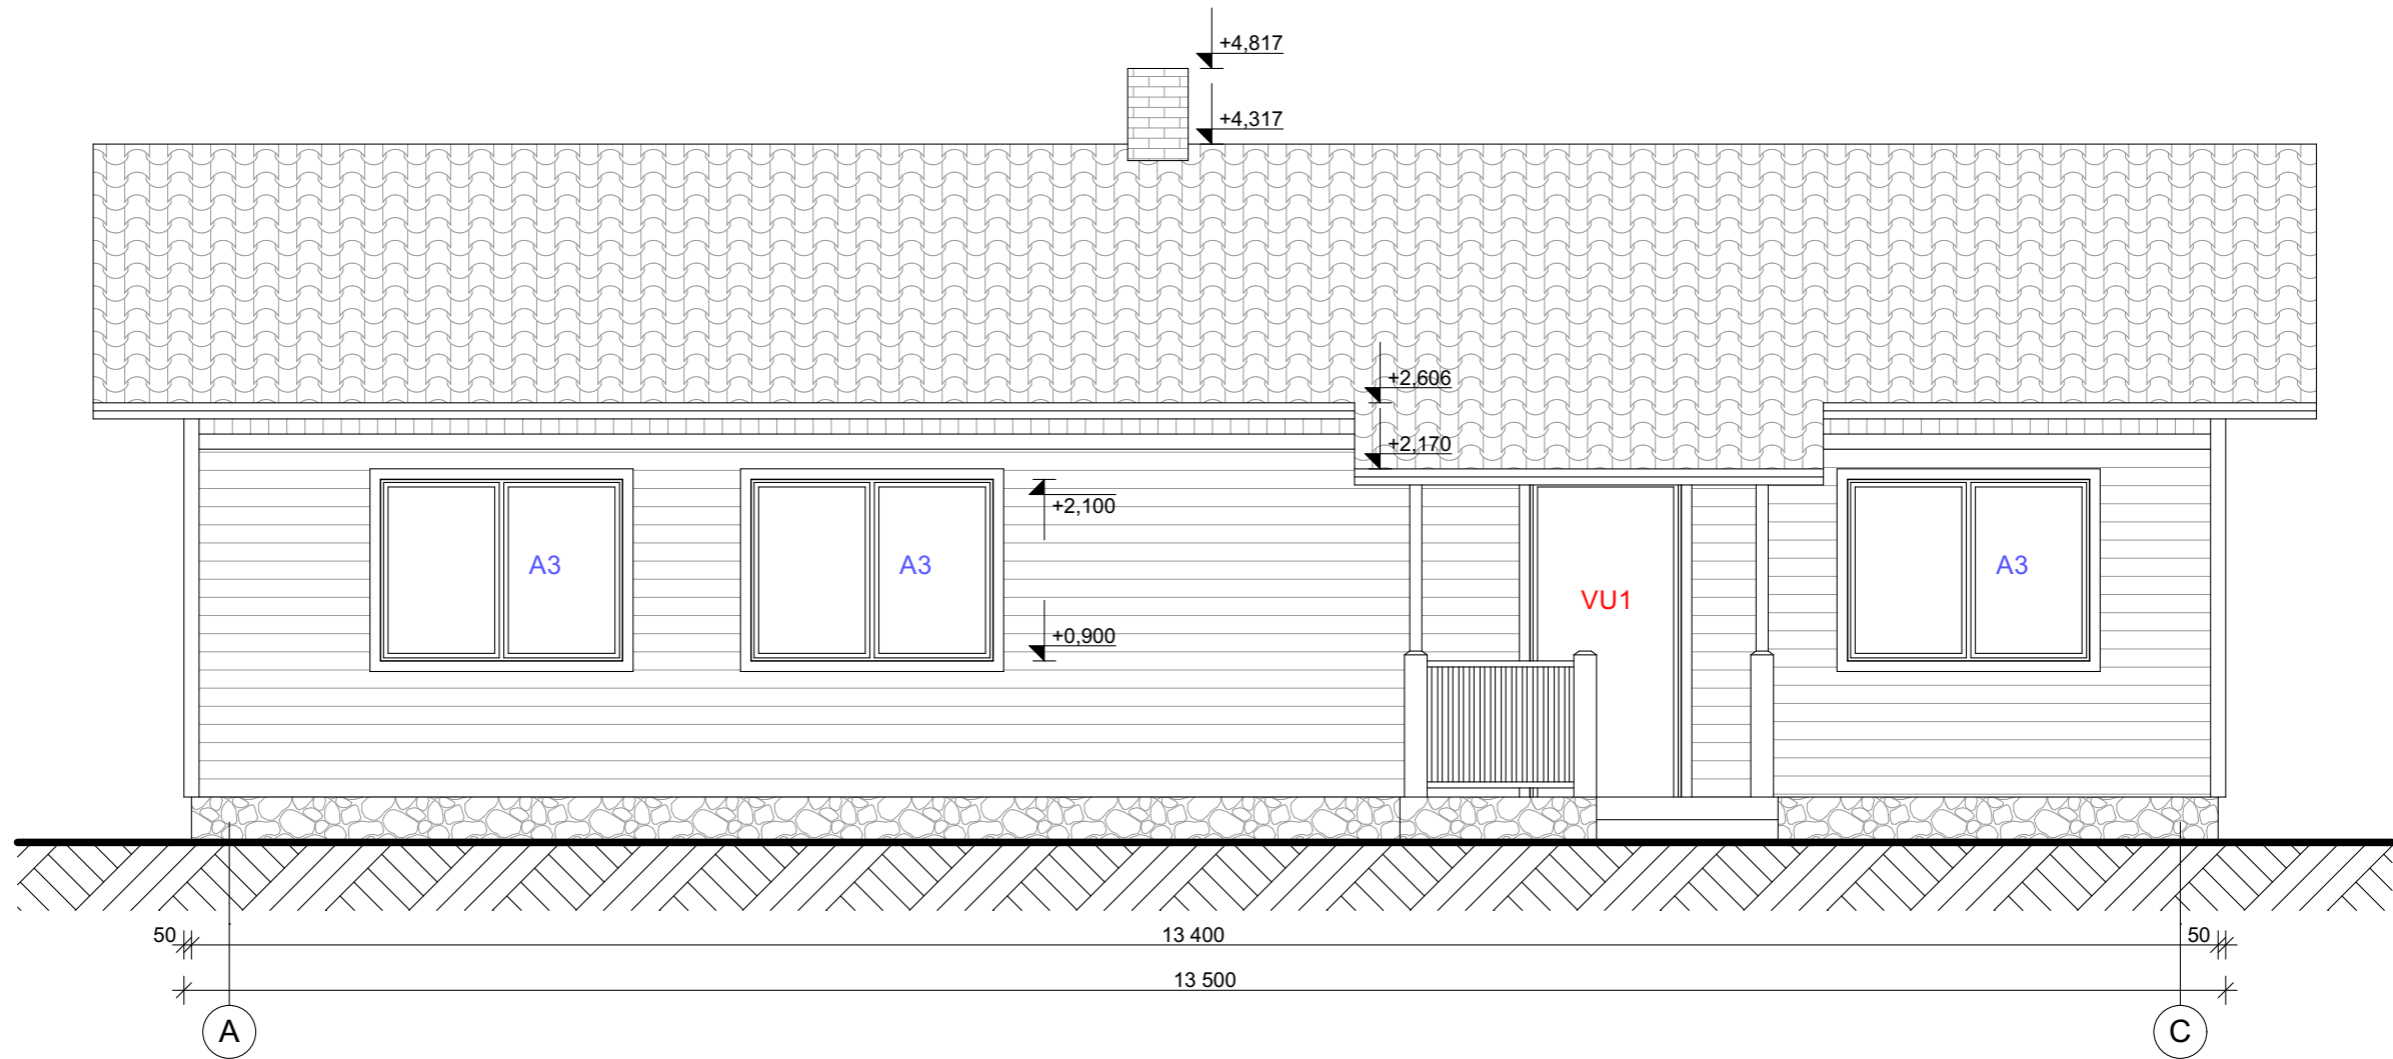 +4,817
+4,317
+2,606
+2,170
+2,100
A3
A3
A3
VU1
+0,900
50
13 400
50
13 500
A
C